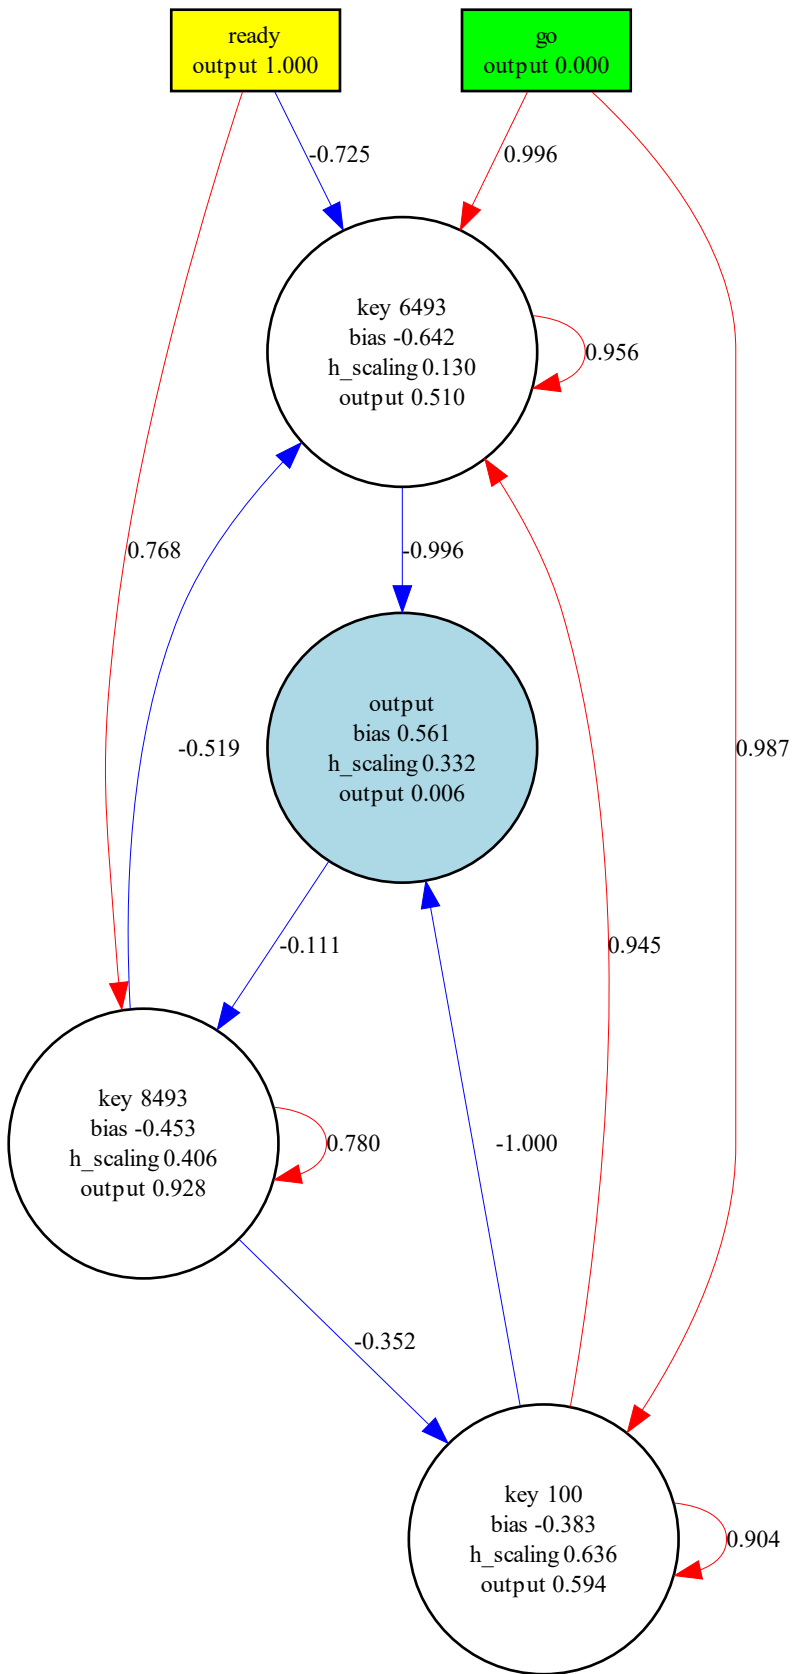 ready
output 1.000
go
output 0.000
-0.725
0.996
key 6493
bias -0.642
h_scaling 0.130
output 0.510
0.956
0.768
-0.996
output
bias 0.561
h_scaling 0.332
output 0.006
-0.519
0.987
-0.111
0.945
key 8493
bias -0.453
h_scaling 0.406
output 0.928
0.780
-1.000
-0.352
key 100
bias -0.383
h_scaling 0.636
output 0.594
0.904